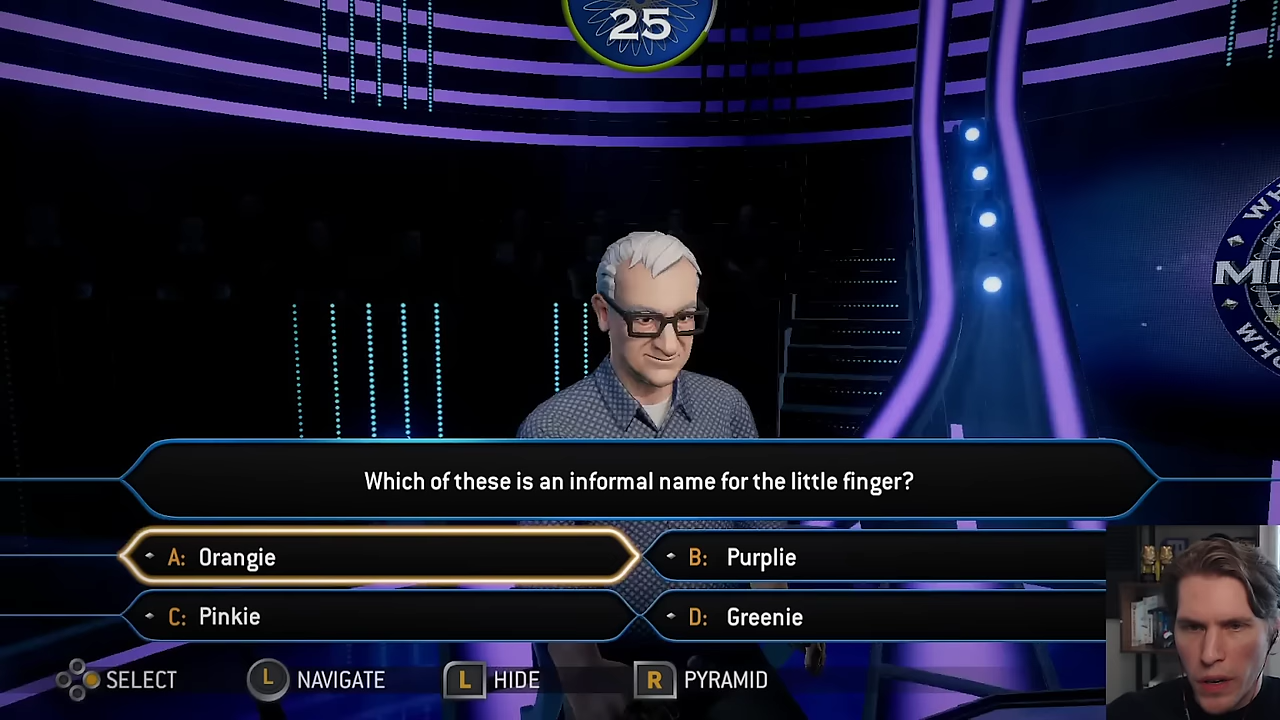 25
Which of these is an informal name for the little finger?
A: Orangie
B: Purplie
C: Pinkie
D: Greenie
SELECT
L NAVIGATE
L HIDE
R PYRAMID